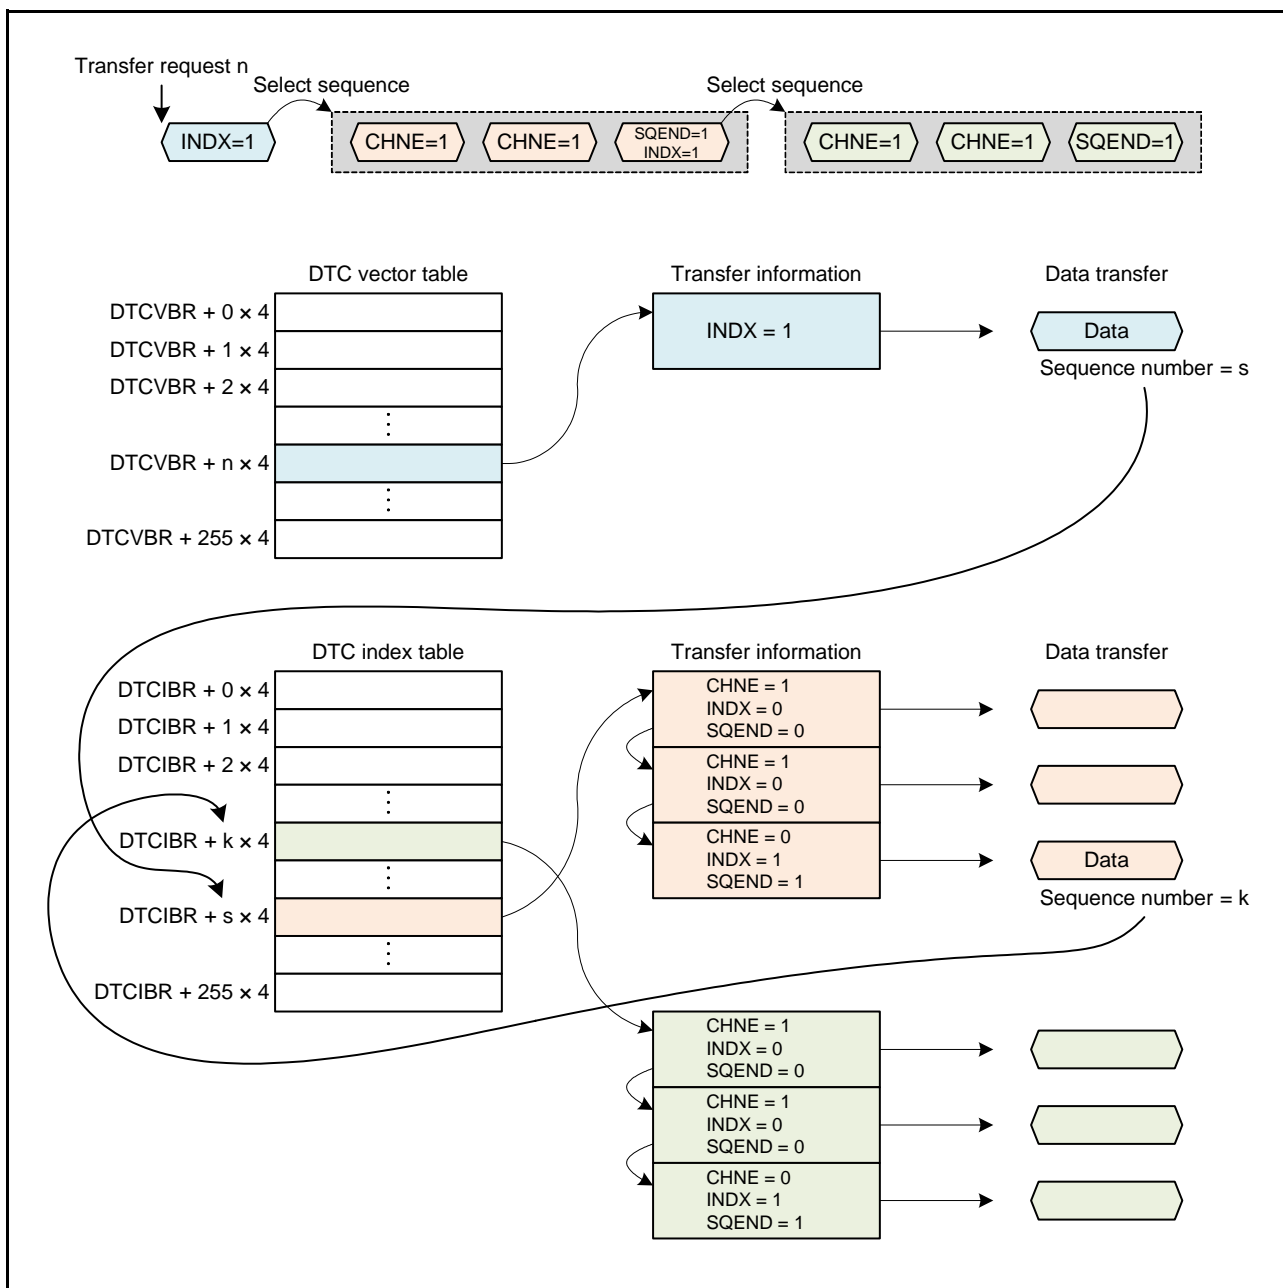 Transfer request n
Select sequence
Select sequence
INDX=1
CHNE=1
CHNE=1
SQEND=1
INDX=1
CHNE=1
CHNE=1
SQEND=1
DTC vector table
Transfer information
Data transfer
DTCVBR + 0 × 4
DTCVBR + 1 × 4
DTCVBR + 2 × 4
⋮
DTCVBR + n × 4
⋮
DTCVBR + 255 × 4
INDX = 1
Data
Sequence number = s
DTC index table
Transfer information
Data transfer
DTCIBR + 0 × 4
DTCIBR + 1 × 4
DTCIBR + 2 × 4
⋮
DTCIBR + k × 4
⋮
DTCIBR + s × 4
⋮
DTCIBR + 255 × 4
CHNE = 1
INDX = 0
SQEND = 0
CHNE = 1
INDX = 0
SQEND = 0
CHNE = 0
INDX = 1
SQEND = 1
Data
Sequence number = k
CHNE = 1
INDX = 0
SQEND = 0
CHNE = 1
INDX = 0
SQEND = 0
CHNE = 0
INDX = 1
SQEND = 1